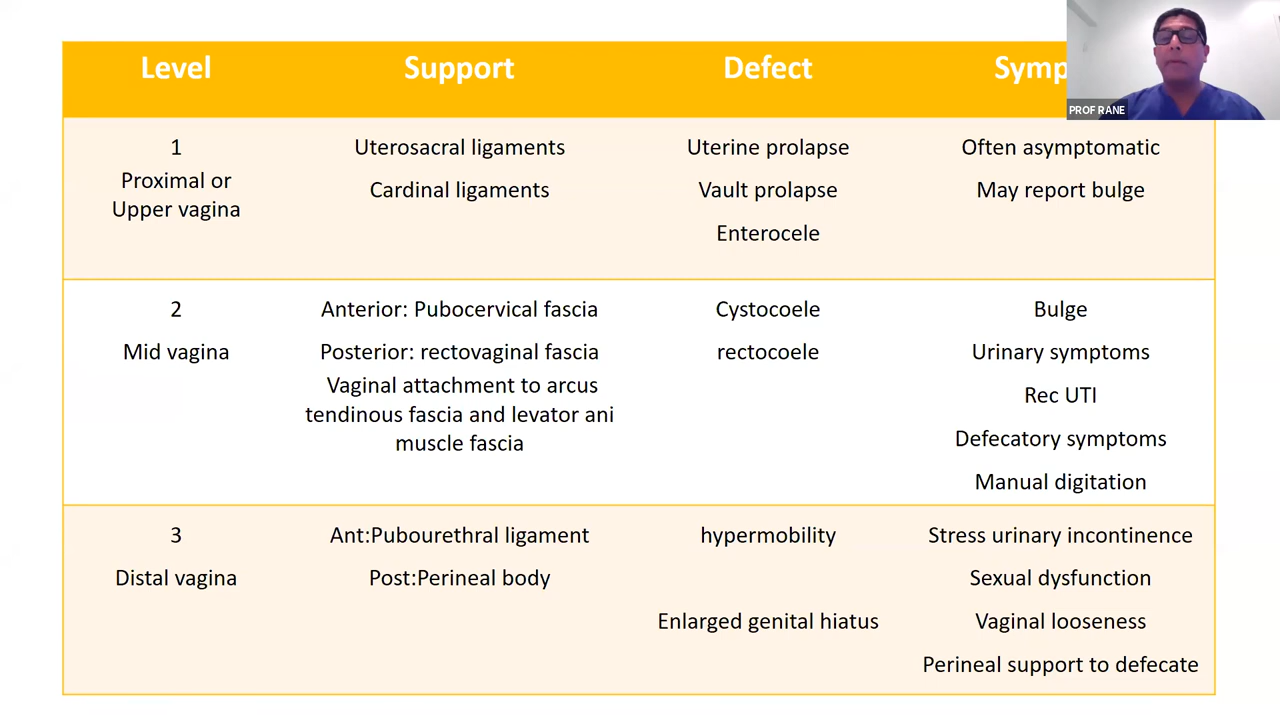 Level Support Defect
PROF RANE
1 Uterosacral ligaments Uterine prolapse Often asymptomatic
Proximal or Upper vagina Cardinal ligaments Vault prolapse May report bulge
Enterocele
2 Anterior: Pubocervical fascia Cystocoele Bulge
Mid vagina Posterior: rectovaginal fascia rectocoele Urinary symptoms
Vaginal attachment to arcus
tendinous fascia and levator ani
muscle fascia
Rec UTI
Defecatory symptoms
Manual digitation
3 Ant:Pubourethral ligament hypermobility Stress urinary incontinence
Distal vagina Post:Perineal body Sexual dysfunction
Enlarged genital hiatus Vaginal looseness
Perineal support to defecate